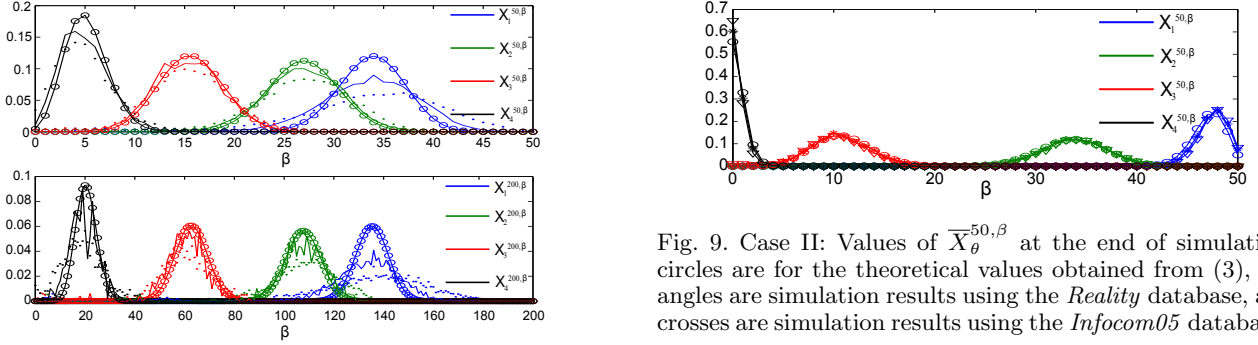 0.2
0.15
0.1
0.05
0
0 5 10 15 20 25 30 35 40 45 50
β
X₁^50,β
X₂^50,β
X₃^50,β
X₄^50,β
0.1
0.08
0.06
0.04
0.02
0
0 20 40 60 80 100 120 140 160 180 200
β
X₁^200,β
X₂^200,β
X₃^200,β
X₄^200,β
0.7
0.6
0.5
0.4
0.3
0.2
0.1
0
0 10 20 30 40 50
β
X₁^50,β
X₂^50,β
X₃^50,β
X₄^50,β
Fig. 9. Case II: Values of X̅_θ^50,β at the end of simulati
circles are for the theoretical values obtained from (3),
angles are simulation results using the Reality database, a
crosses are simulation results using the Infocom05 databa